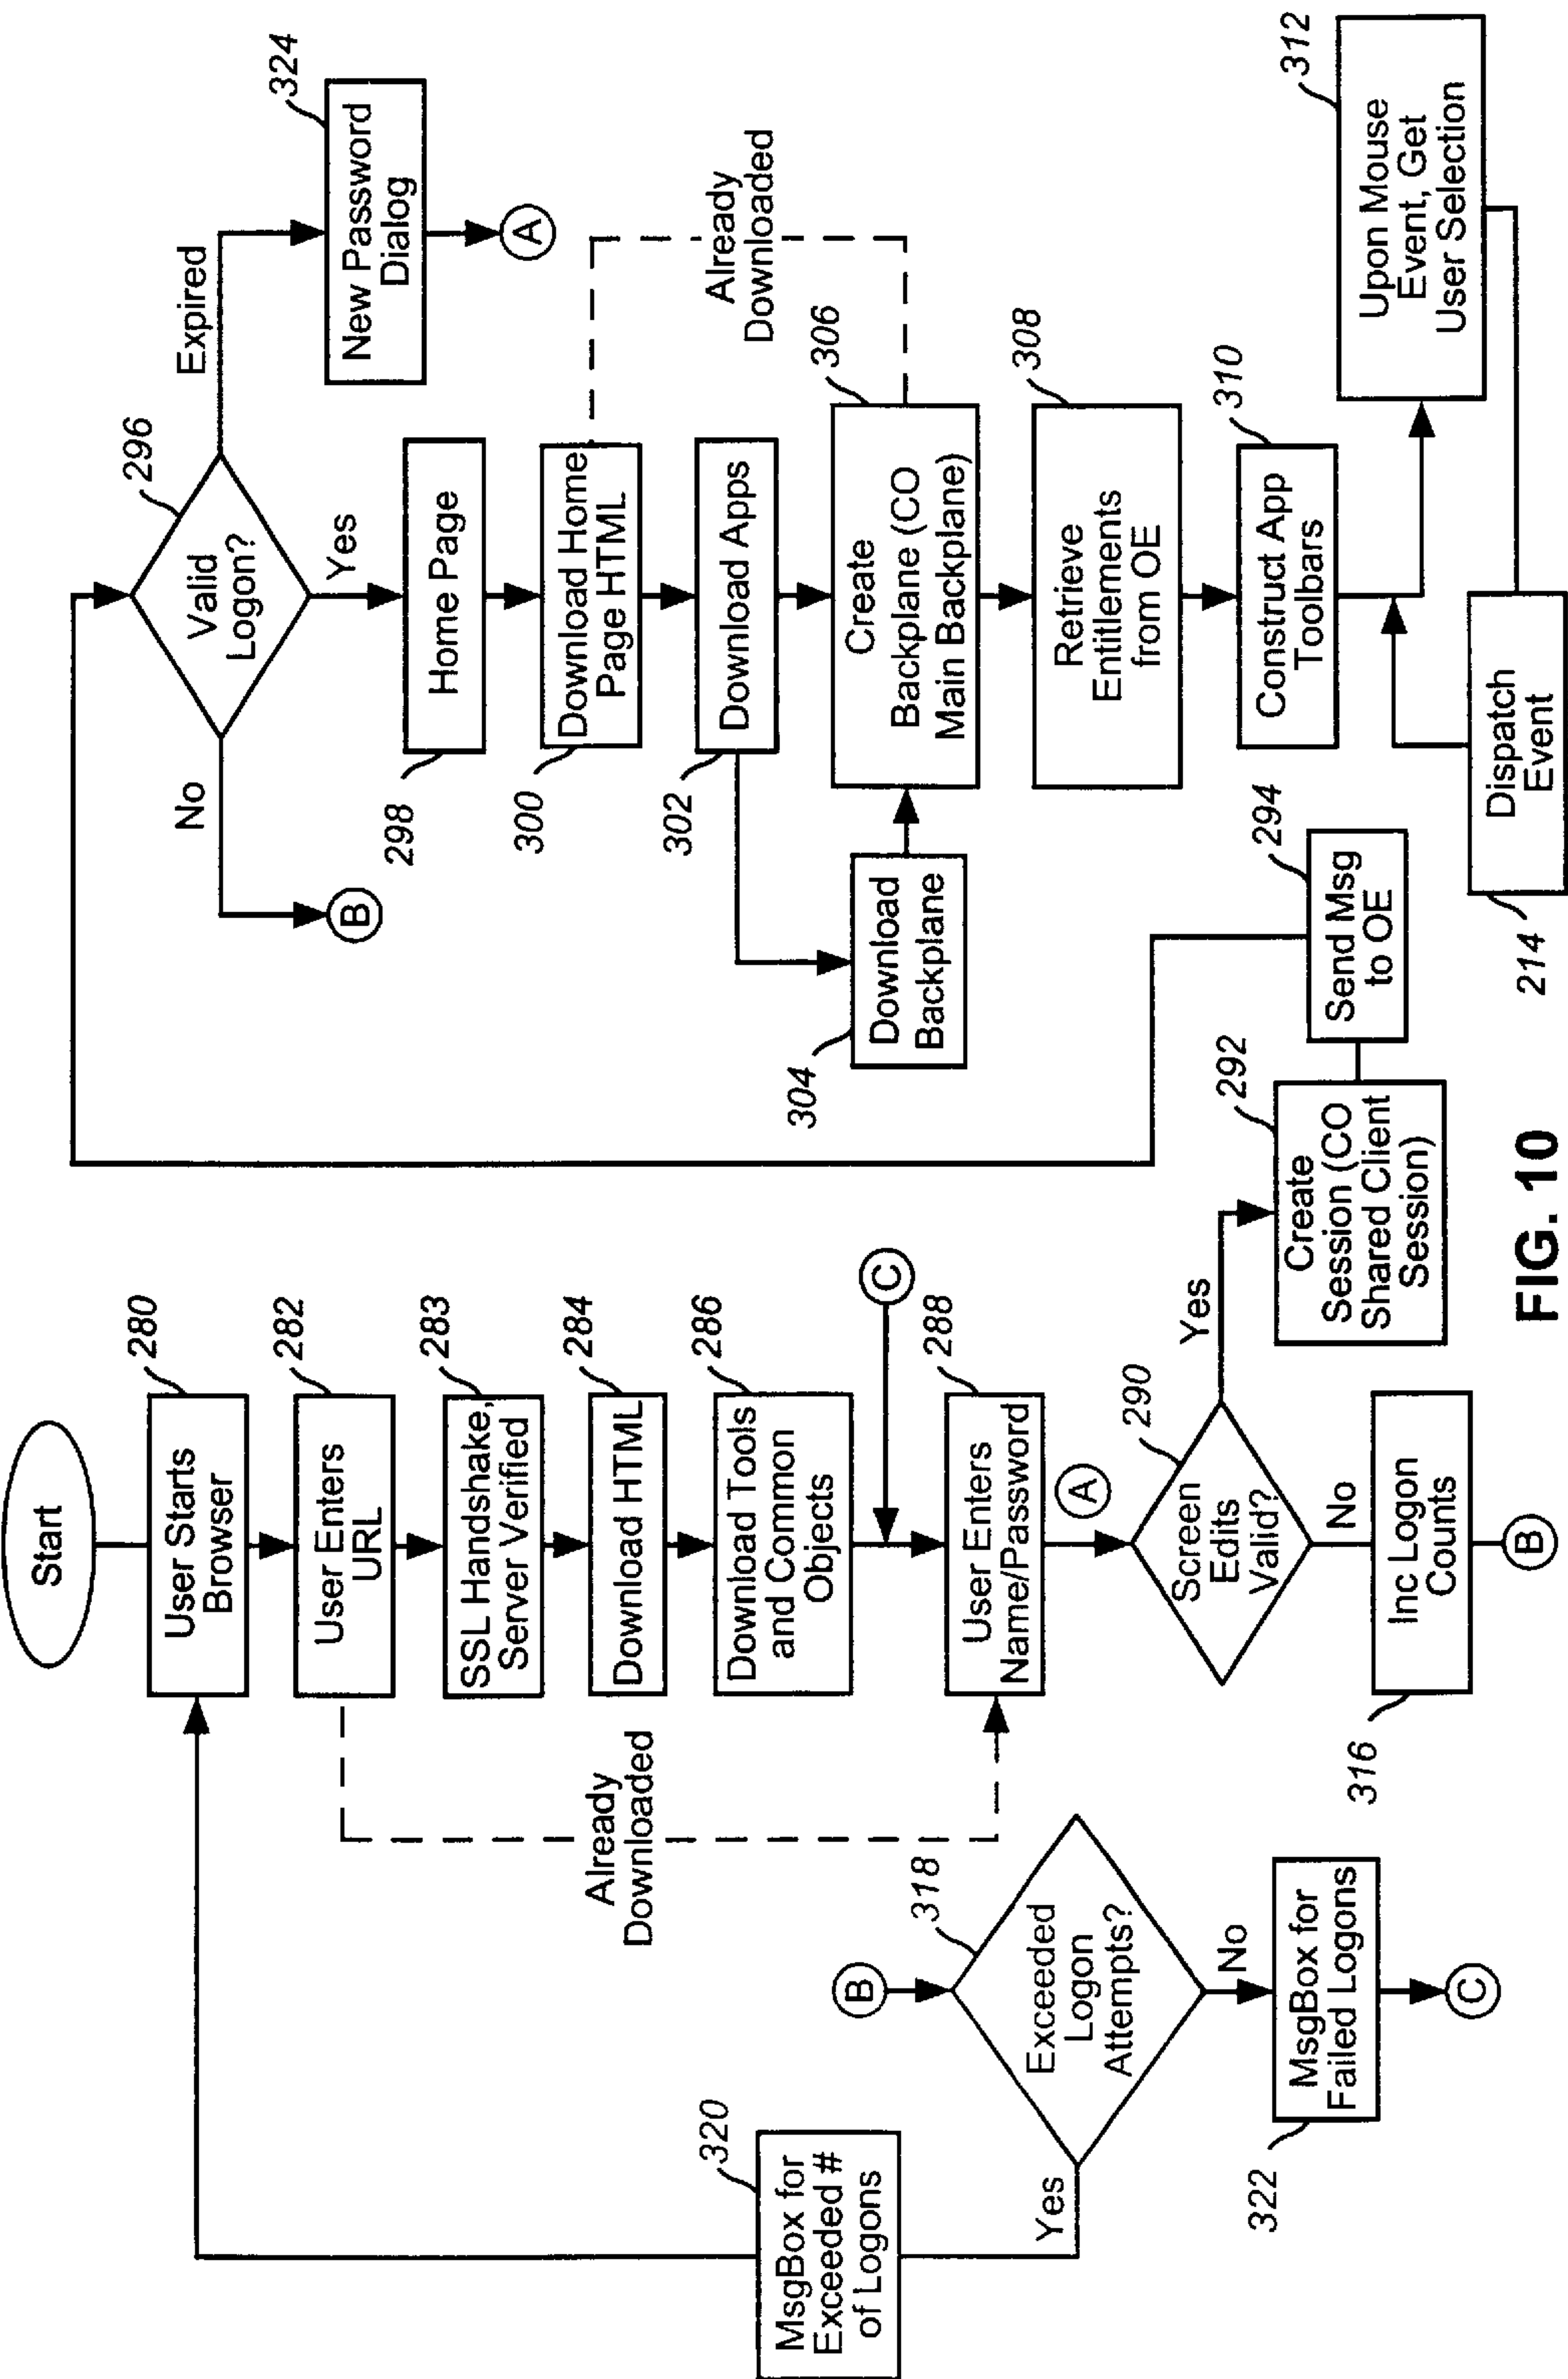 Start
280
User Starts
Browser
282
User Enters
URL
283
SSL Handshake,
Server Verified
284
Download HTML
286
Download Tools
and Common
Objects
Already
Downloaded
C
288
User Enters
Name/Password
A
290
Screen
Edits
Valid?
Yes
No
292
Create
Session (CO
Shared Client
Session)
294
Send Msg
to OE
316
Inc Logon
Counts
B
B
318
Exceeded
Logon
Attempts?
Yes
No
320
MsgBox for
Exceeded #
of Logons
322
MsgBox for
Failed Logons
C
296
Valid
Logon?
No
Yes
Expired
B
324
New Password
Dialog
A
298
Home Page
300
Download Home
Page HTML
Already
Downloaded
302
Download Apps
304
Download
Backplane
306
Create
Backplane (CO
Main Backplane)
308
Retrieve
Entitlements
from OE
310
Construct App
Toolbars
312
Upon Mouse
Event, Get
User Selection
214
Dispatch
Event
FIG. 10